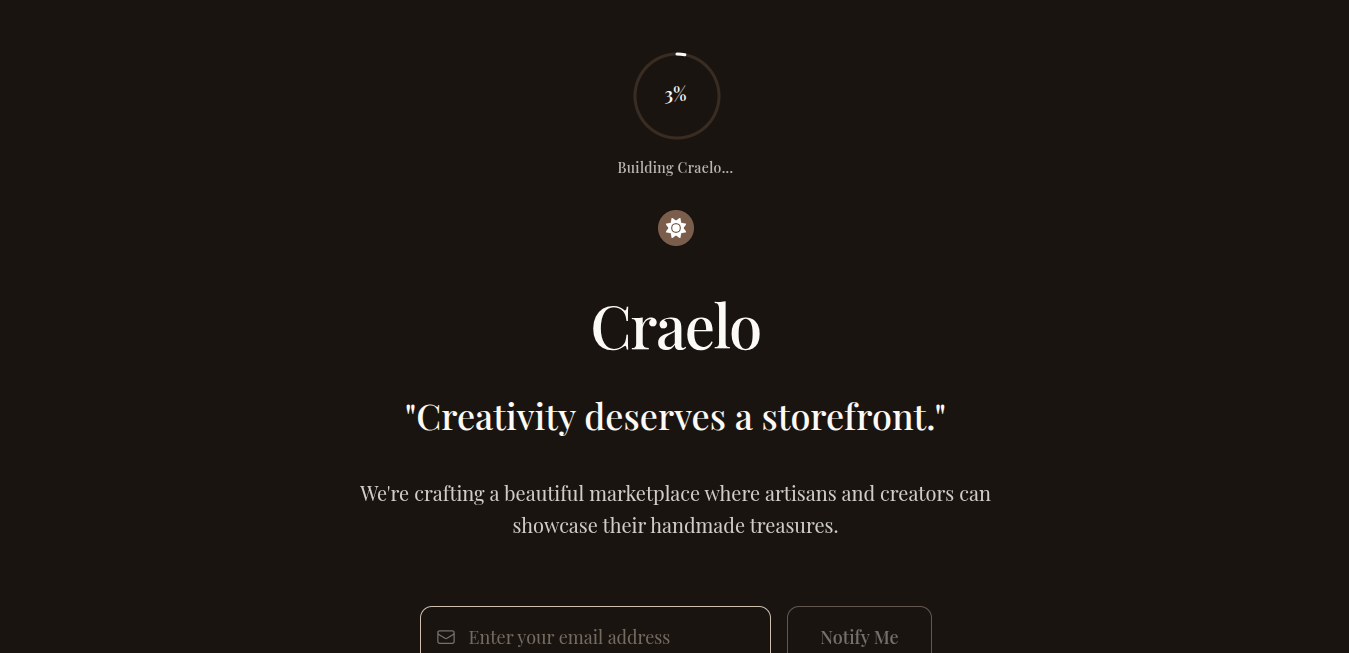 3%
Building Craelo...
Craelo
"Creativity deserves a storefront."
We're crafting a beautiful marketplace where artisans and creators can
showcase their handmade treasures.
Enter your email address
Notify Me